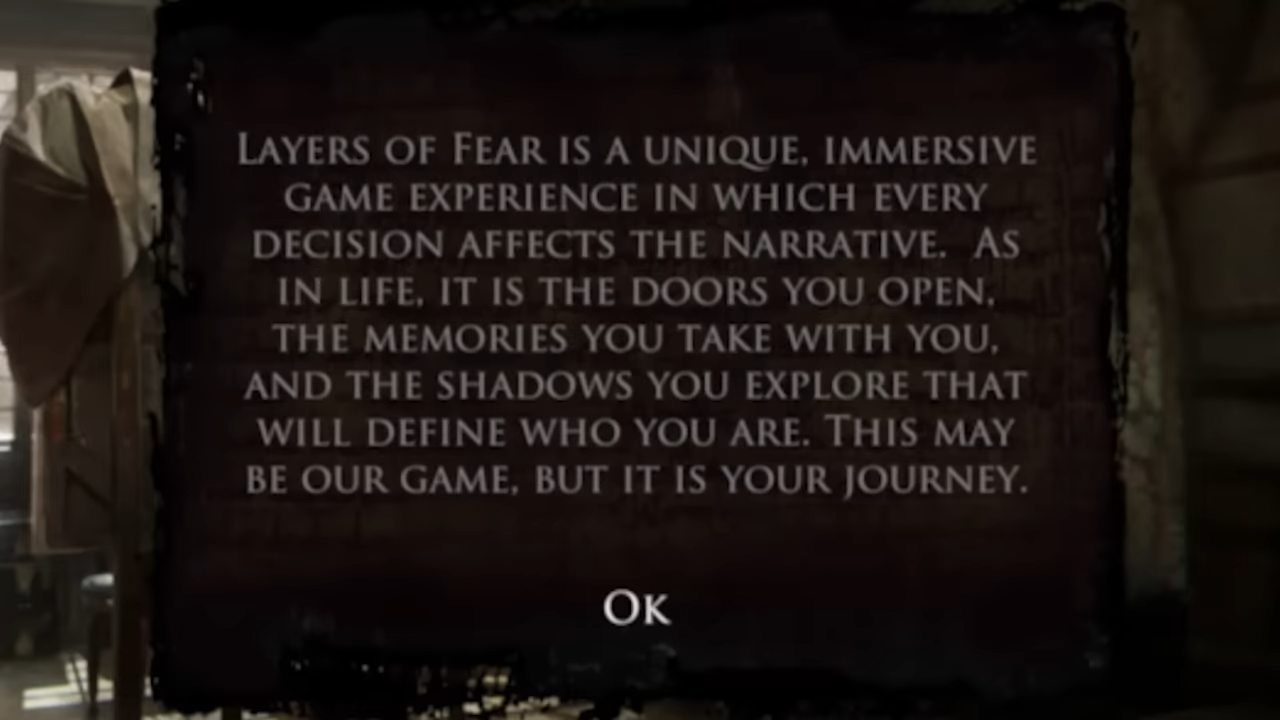 Layers of Fear is a unique, immersive
game experience in which every
decision affects the narrative.  As
in life, it is the doors you open,
the memories you take with you,
and the shadows you explore that
will define who you are. This may
be our game, but it is your journey.
Ok